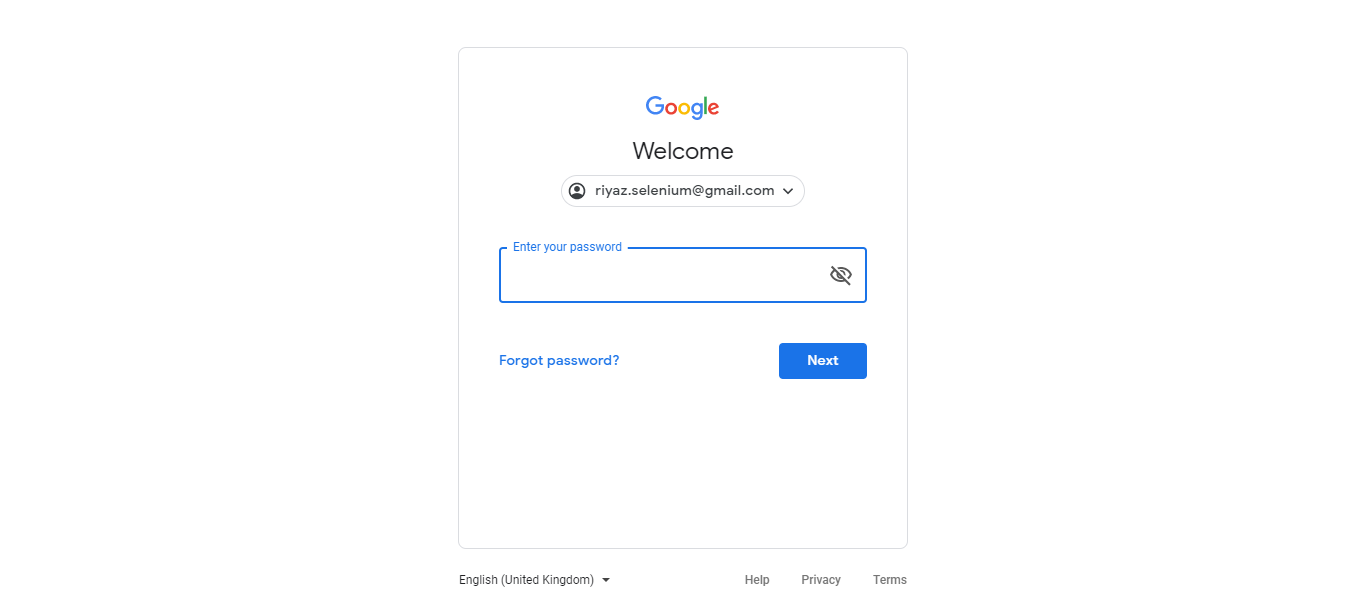 Google
Welcome
riyaz.selenium@gmail.com
Enter your password
Forgot password? Next
English (United Kingdom) Help Privacy Terms